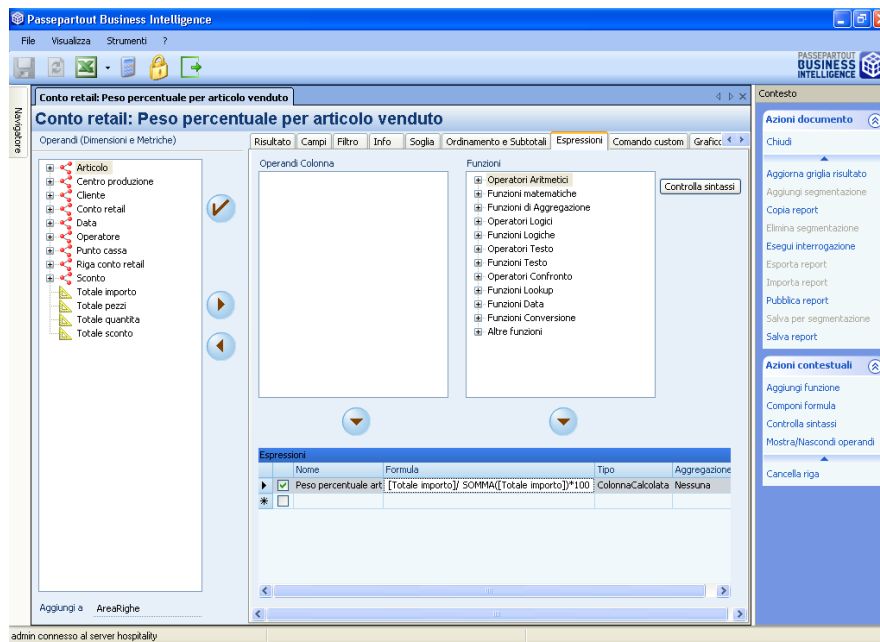 Passepartout Business Intelligence
File Visualizza Strumenti ?
PASSEPARTOUT
BUSINESS
INTELLIGENCE
Navigatore
Conto retail: Peso percentuale per articolo venduto
Conto retail: Peso percentuale per articolo venduto
Operandi (Dimensioni e Metriche)
Articolo
Centro produzione
Cliente
Conto retail
Data
Operatore
Punto cassa
Riga conto retail
Sconto
Totale importo
Totale pezzi
Totale quantita
Totale sconto
Aggiungi a AreaRighe
Risultato Campi Filtro Info Soglia Ordinamento e Subtotali Espressioni Comando custom Grafico
Operandi Colonna
Funzioni
Operatori Aritmetici
Funzioni matematiche
Funzioni di Aggregazione
Operatori Logici
Funzioni Logiche
Operatori Testo
Funzioni Testo
Operatori Confronto
Funzioni Lookup
Funzioni Data
Funzioni Conversione
Altre funzioni
Controlla sintassi
Espressioni
Nome Formula Tipo Aggregazione
Peso percentuale art [Totale importo]/ SOMMA([Totale importo])*100 ColonnaCalcolata Nessuna
Contesto
Azioni documento
Chiudi
Aggiorna griglia risultato
Aggiungi segmentazione
Copia report
Elimina segmentazione
Esegui interrogazione
Esporta report
Importa report
Pubblica report
Salva per segmentazione
Salva report
Azioni contestuali
Aggiungi funzione
Componi formula
Controlla sintassi
Mostra/Nascondi operandi
Cancella riga
admin connesso al server hospitality